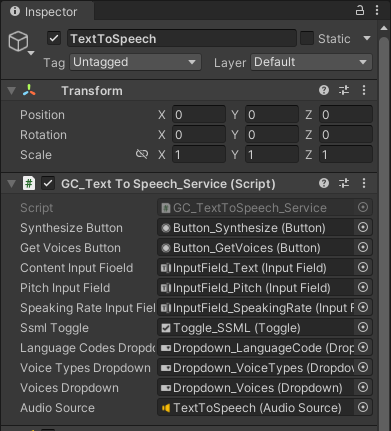 Inspector
TextToSpeech
Static
Tag Untagged Layer Default
Transform
Position X 0 Y 0 Z 0
Rotation X 0 Y 0 Z 0
Scale X 1 Y 1 Z 1
# GC_Text To Speech_Service (Script)
Script # GC_TextToSpeech_Service
Synthesize Button Button_Synthesize (Button)
Get Voices Button Button_GetVoices (Button)
Content Input Fioeld InputField_Text (Input Field)
Pitch Input Fioeld InputField_Pitch (Input Field)
Speaking Rate Input Fiel InputField_SpeakingRate (Input F
Ssml Toggle Toggle_SSML (Toggle)
Language Codes Dropdo Dropdown_LanguageCode (Drop
Voice Types Dropdown Dropdown_VoiceTypes (Dropdov
Voices Dropdown Dropdown_Voices (Dropdown)
Audio Source TextToSpeech (Audio Source)